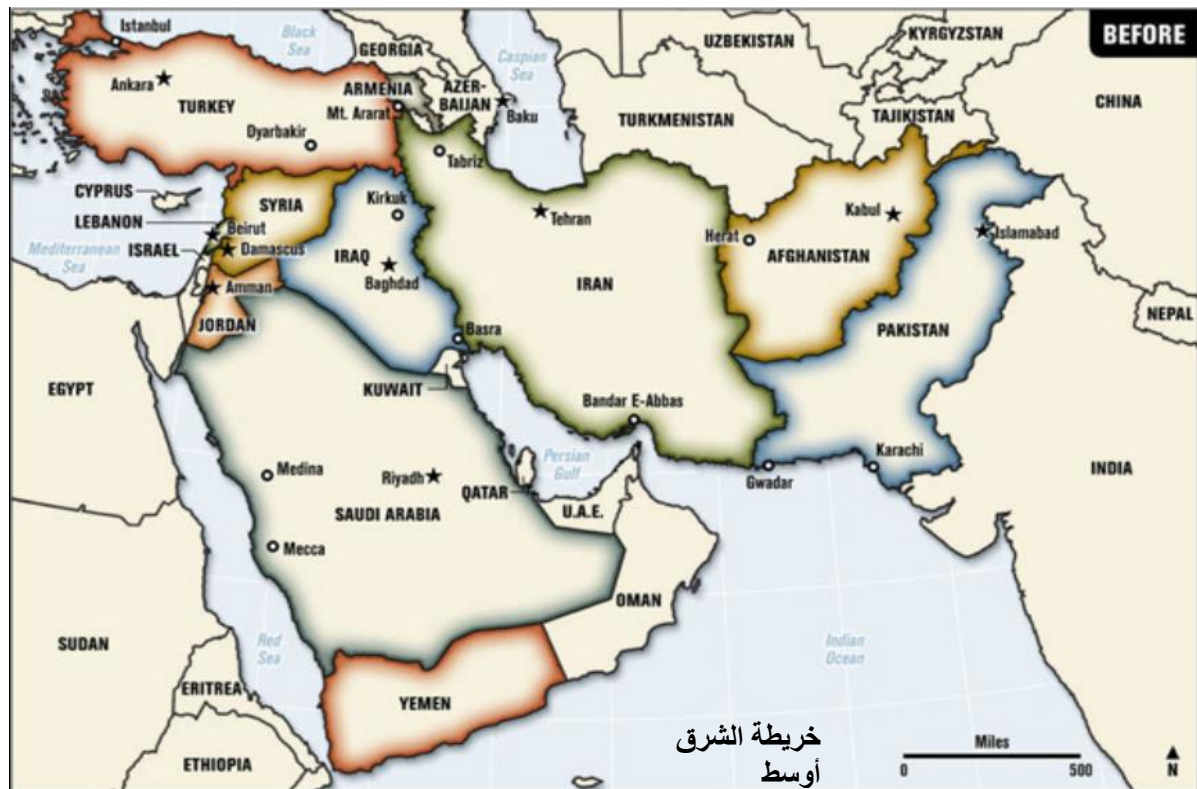 BEFORE
Istanbul
Black
Sea
GEORGIA
Caspian
Sea
UZBEKISTAN
KYRGYZSTAN
Ankara
TURKEY
ARMENIA
AZER-
BAIJAN
Mt. Ararat
Baku
TURKMENISTAN
TAJIKISTAN
CHINA
Dyarbakir
Tabriz
CYPRUS
SYRIA
Kirkuk
Tehran
Kabul
LEBANON
Beirut
Herat
Islamabad
Mediterranean
Sea
ISRAEL
Damascus
IRAQ
AFGHANISTAN
Baghdad
IRAN
Amman
JORDAN
Basra
PAKISTAN
NEPAL
EGYPT
KUWAIT
Bandar E-Abbas
Persian
Gulf
Karachi
Medina
Riyadh
QATAR
Gwadar
INDIA
SAUDI ARABIA
U.A.E.
Mecca
OMAN
SUDAN
Red
Sea
Indian
Ocean
ERITREA
YEMEN
خريطة الشرق
أوسط
Miles
0
500
N
ETHIOPIA